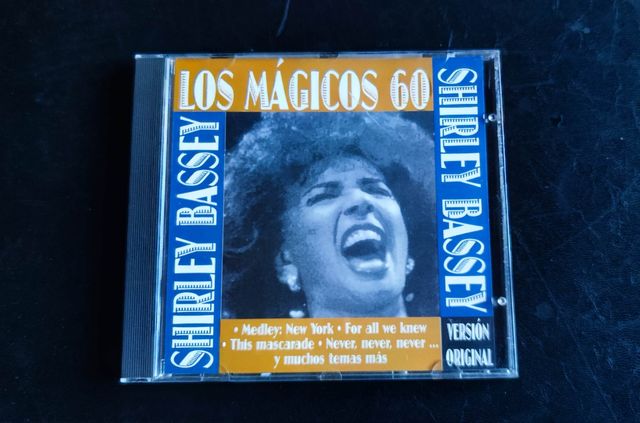 LOS MÁGICOS 60
SHIRLEY BASSEY
SHIRLEY BASSEY
• Medley: New York • For all we knew
• This mascarade • Never, never, never ...
y muchos temas más
VERSIÓN
ORIGINAL